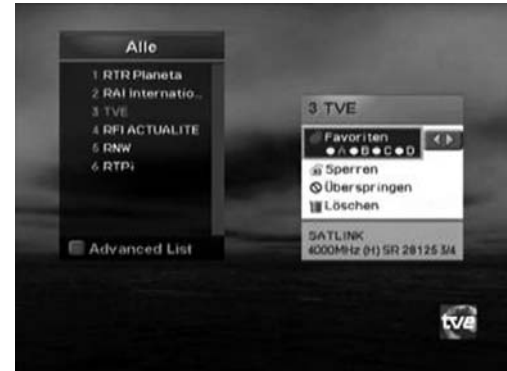 Alle
1 RTR Planeta
2 RAI Internatio..
3 TVE
4 RFI ACTUALITE
5 RNW
6 RTPi
Advanced List
3 TVE
Favoriten
A B C D
Sperren
Überspringen
Löschen
SATLINK
4000MHz (H) SR 28125 3/4
tve